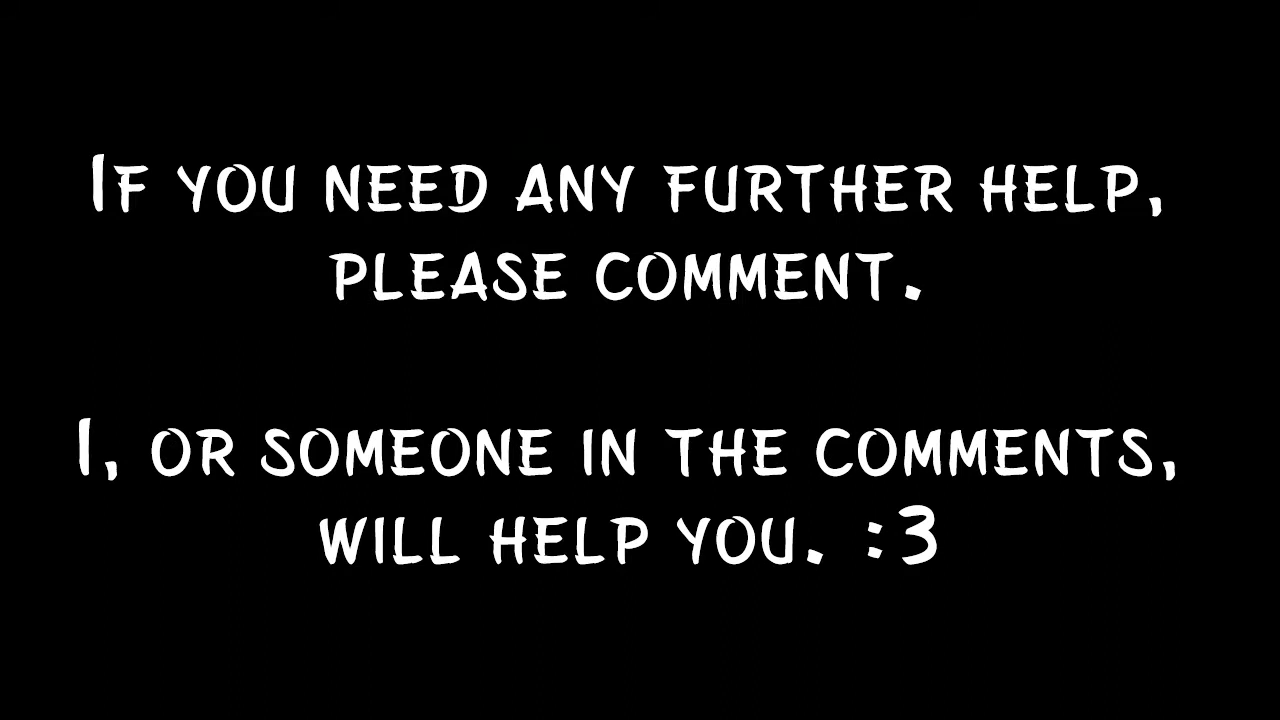 If you need any further help,
please comment.
I, or someone in the comments,
will help you. :3